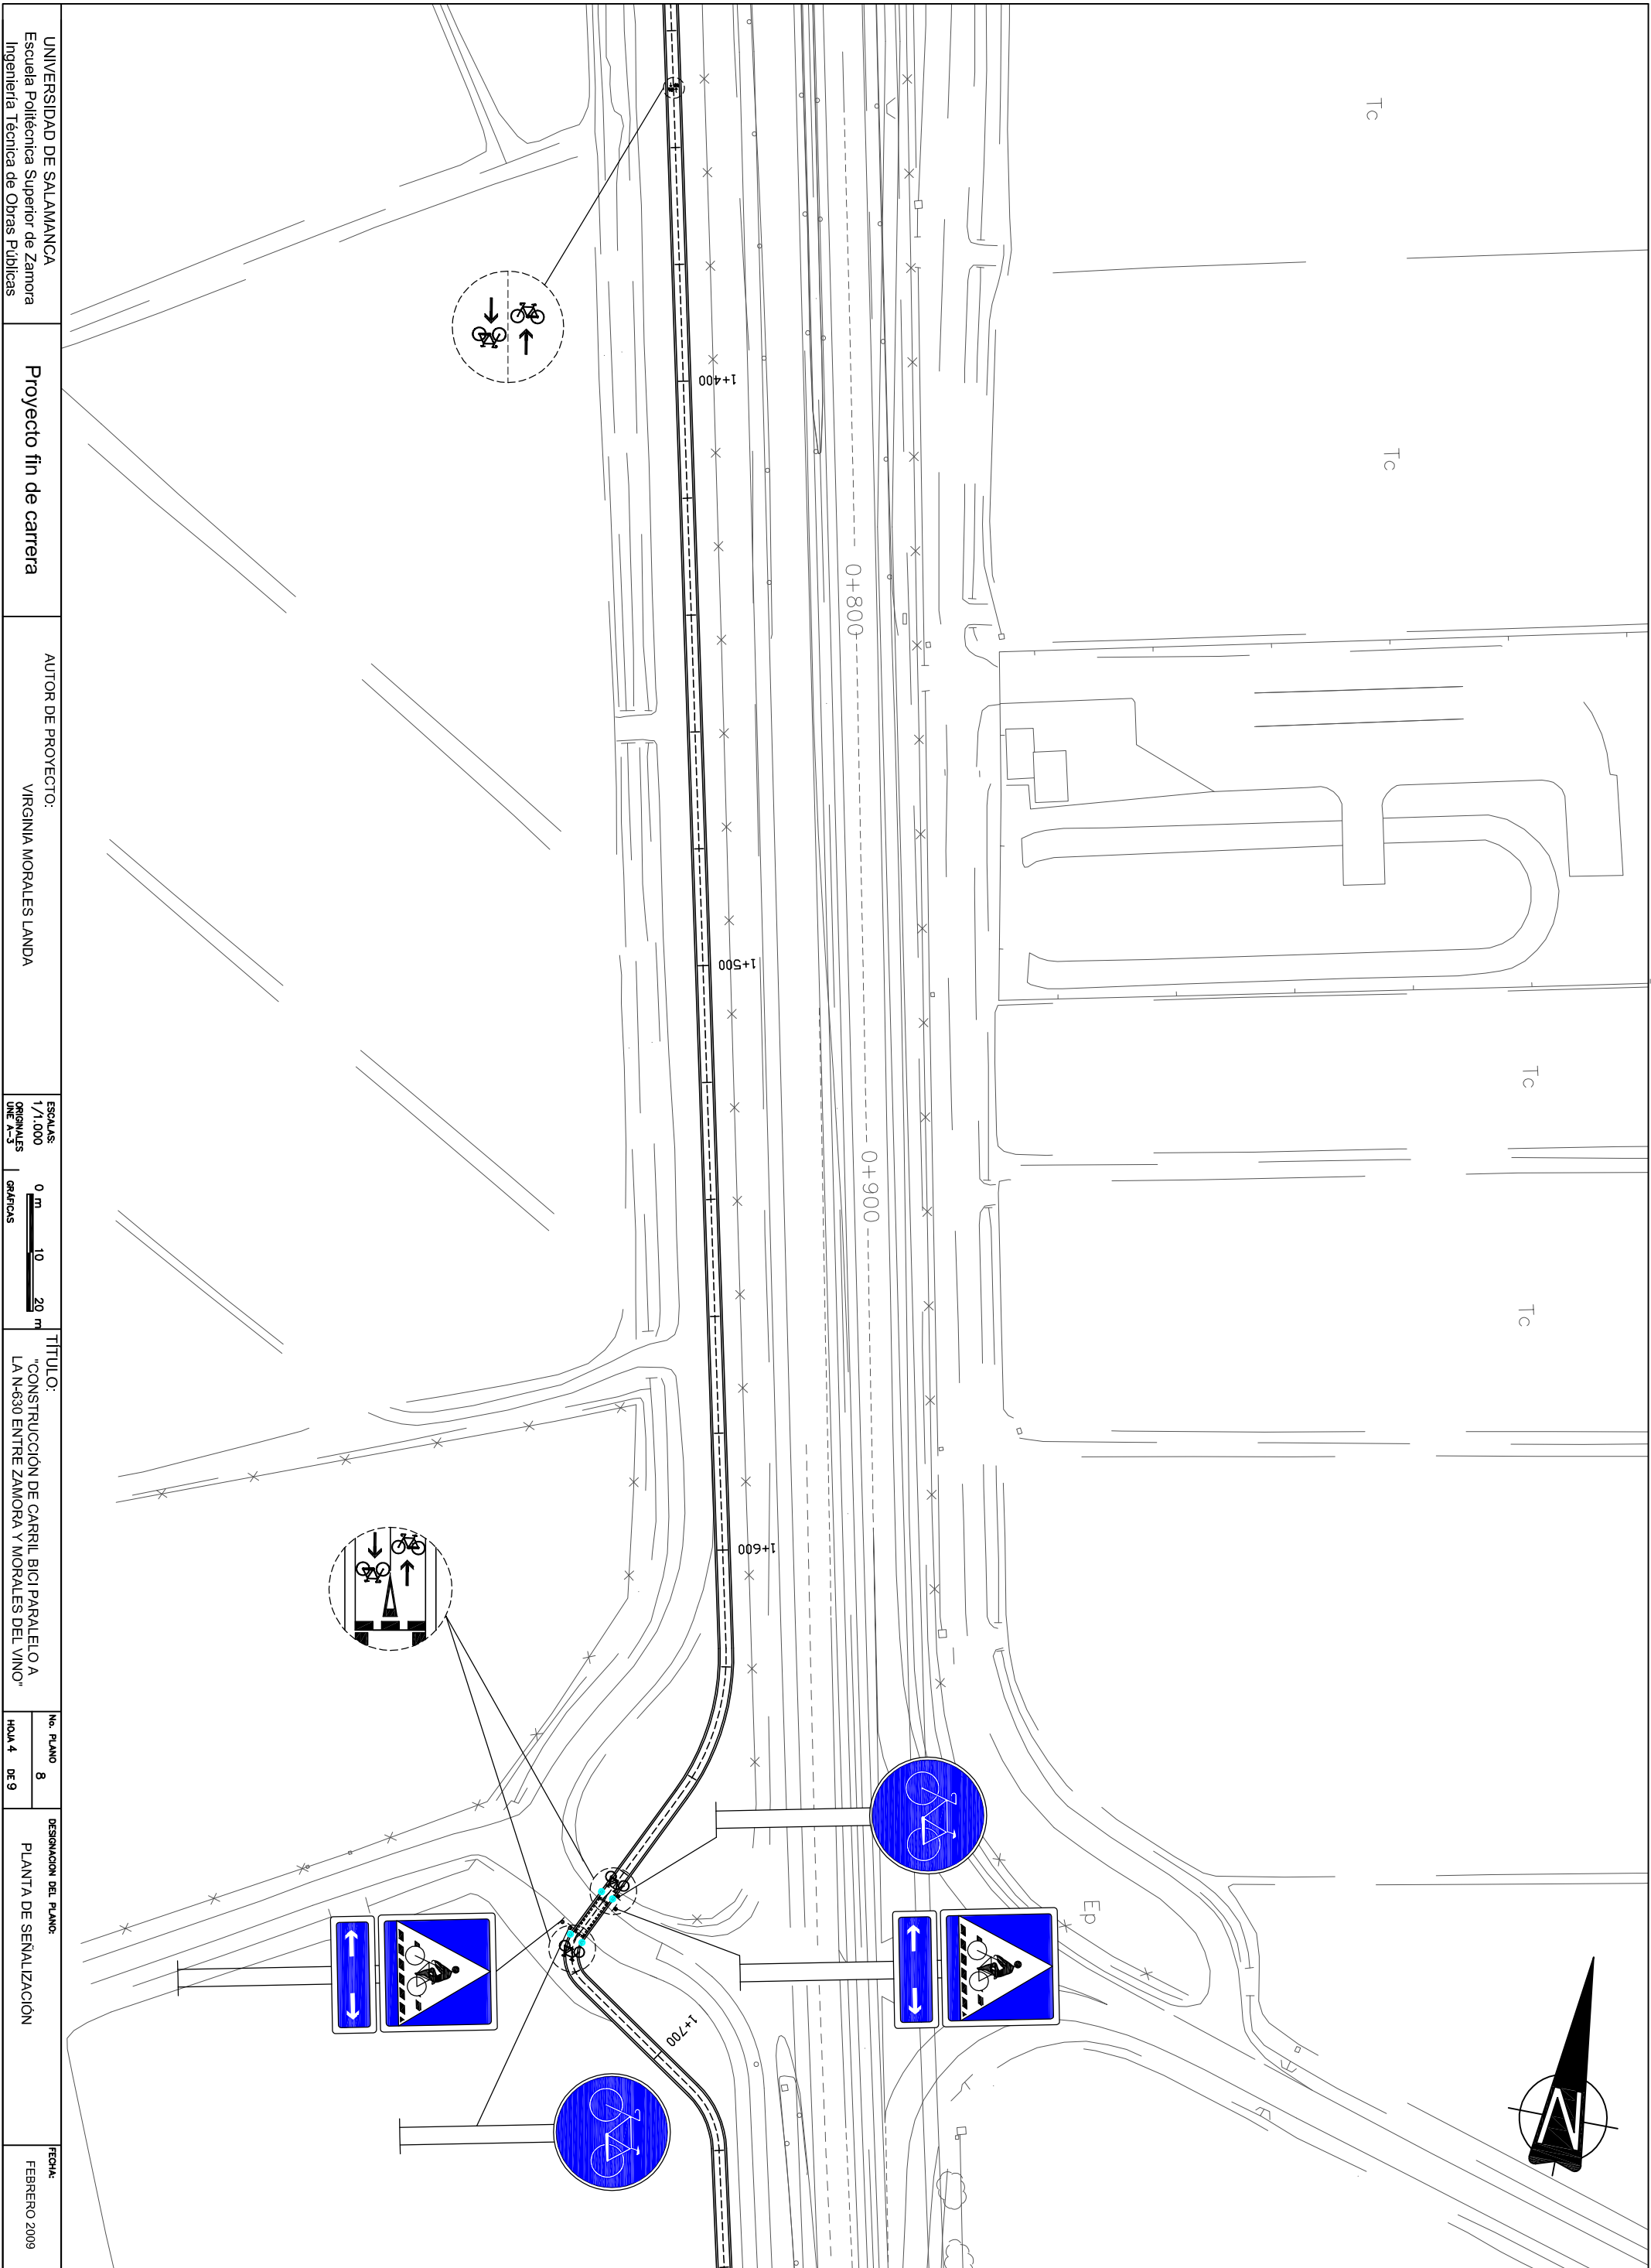 UNIVERSIDAD DE SALAMANCA
Escuela Politécnica Superior de Zamora
Ingeniería Técnica de Obras Públicas
Proyecto fin de carrera
AUTOR DE PROYECTO:
VIRGINIA MORALES LANDA
ESCALAS:
1/1.000
ORIGINALES
UNE A-3
0 m 10 20 m
GRÁFICAS
TÍTULO:
"CONSTRUCCIÓN DE CARRIL BICI PARALELO A
LA N-630 ENTRE ZAMORA Y MORALES DEL VINO"
No. PLANO
8
HOJA 4 DE 9
DESIGNACION DEL PLANO:
PLANTA DE SEÑALIZACIÓN
FECHA:
FEBRERO 2009
1+400
1+500
1+600
1+700
0+800
0+900
Tc
Tc
Tc
Tc
Ep
N